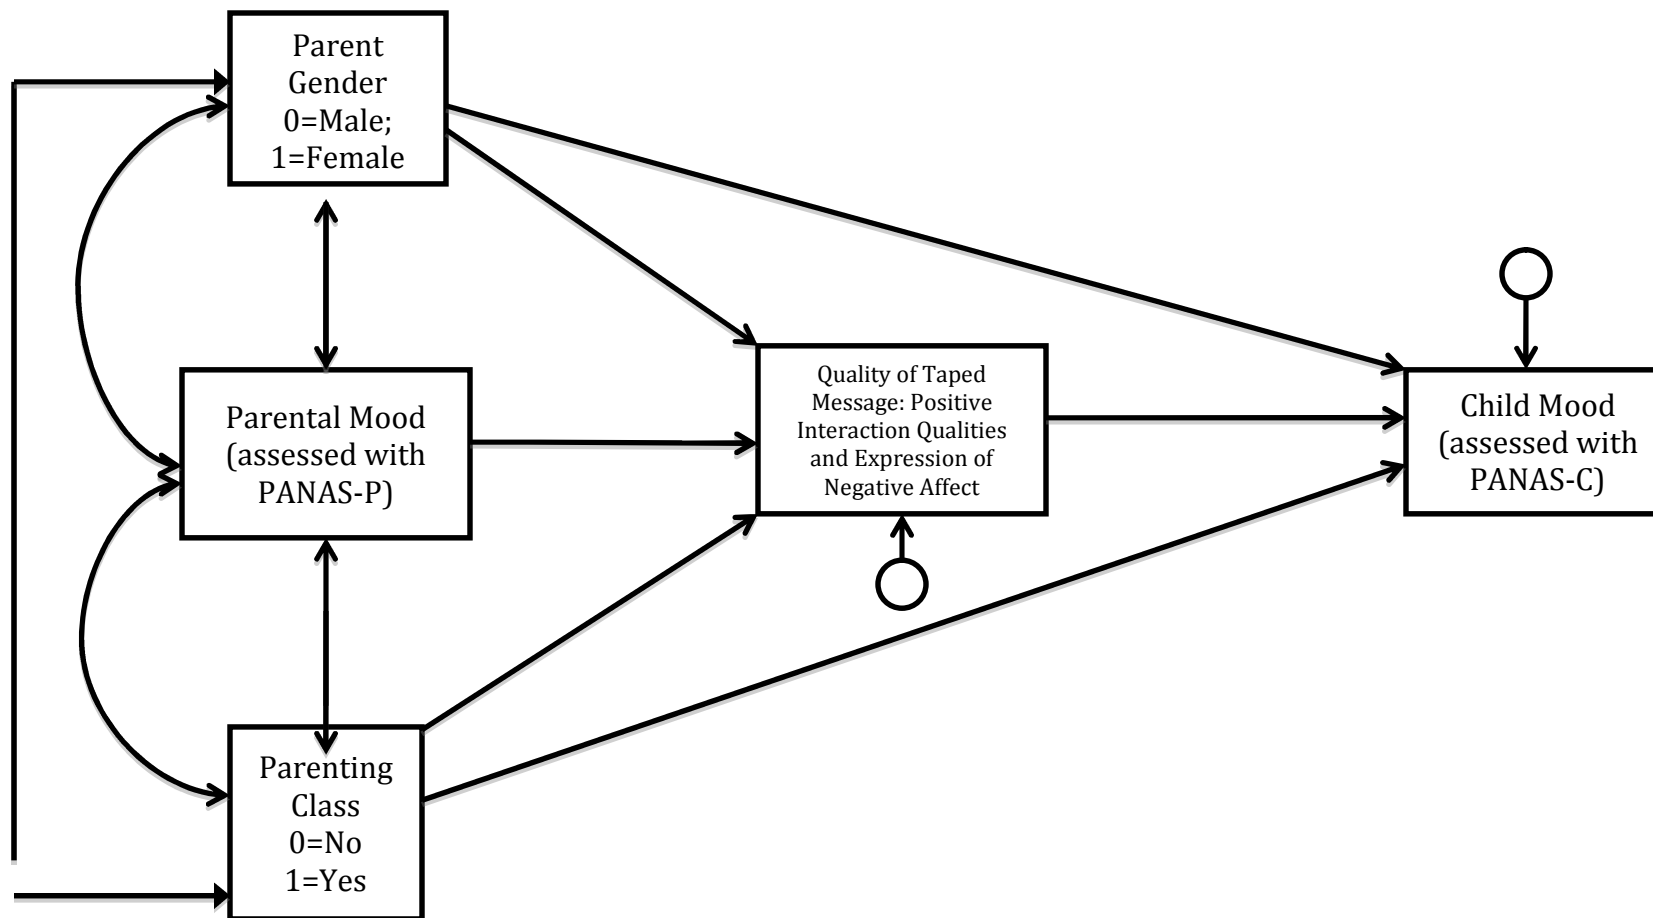 Parent
Gender
0=Male;
1=Female
Parental Mood
(assessed with
PANAS-P)
Parenting
Class
0=No
1=Yes
Quality of Taped
Message: Positive
Interaction Qualities
and Expression of
Negative Affect
Child Mood
(assessed with
PANAS-C)